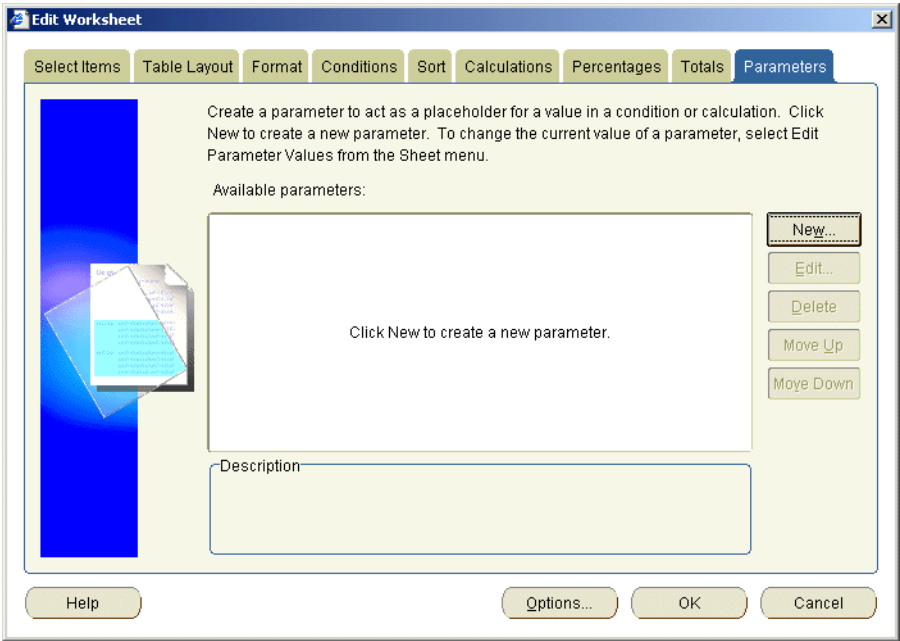 Edit Worksheet
Select Items Table Layout Format Conditions Sort Calculations Percentages Totals Parameters
Create a parameter to act as a placeholder for a value in a condition or calculation. Click
New to create a new parameter. To change the current value of a parameter, select Edit
Parameter Values from the Sheet menu.
Available parameters:
Click New to create a new parameter.
New...
Edit...
Delete
Move Up
Move Down
Description
Help Options... OK Cancel